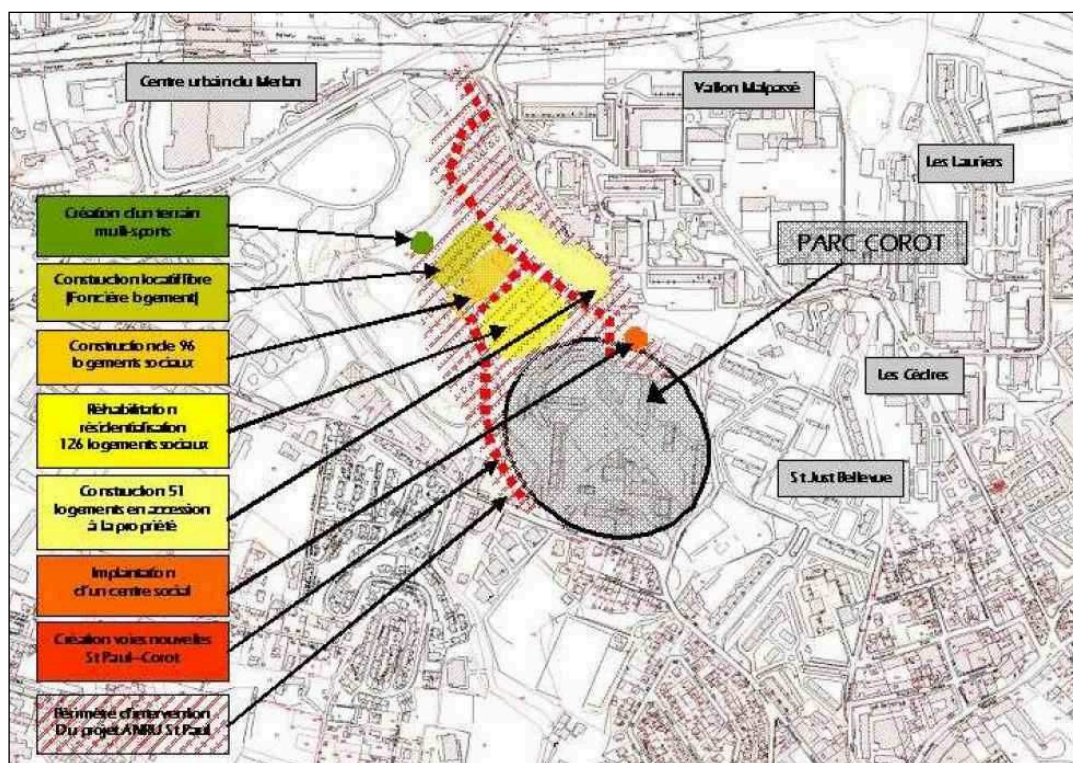 Centre urbain du Merlan
Vallon Malpassé
Les Lauriers
PARC COROT
Les Cèdres
St Just Bellevue
Création d'un terrain
multi-sports
Construction locatif libre
(Foncière logement)
Construction de 96
logements sociaux
Réhabilitation
résidentialisation
126 logements sociaux
Construction 51
logements en accession
à la propriété
Implantation
d'un centre social
Création voies nouvelles
St Paul-Corot
Périmètre d'intervention
Du projet ANRU St Paul